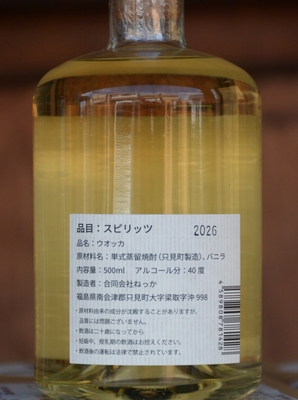 品目：スピリッツ 2026
品名：ウオッカ
原材料名：単式蒸留焼酎（只見町製造）、バニラ
内容量：500ml アルコール分：40度
製造者：合同会社ねっか
福島県南会津郡只見町大字梁取字沖998
・原材料由来の成分が沈殿することがありますが、
品質には問題ございません。
・飲酒は二十歳になってから。
・妊娠中、授乳期の飲酒はお控えください。
・飲酒後の運転は法律で禁止されています。
4589808781428